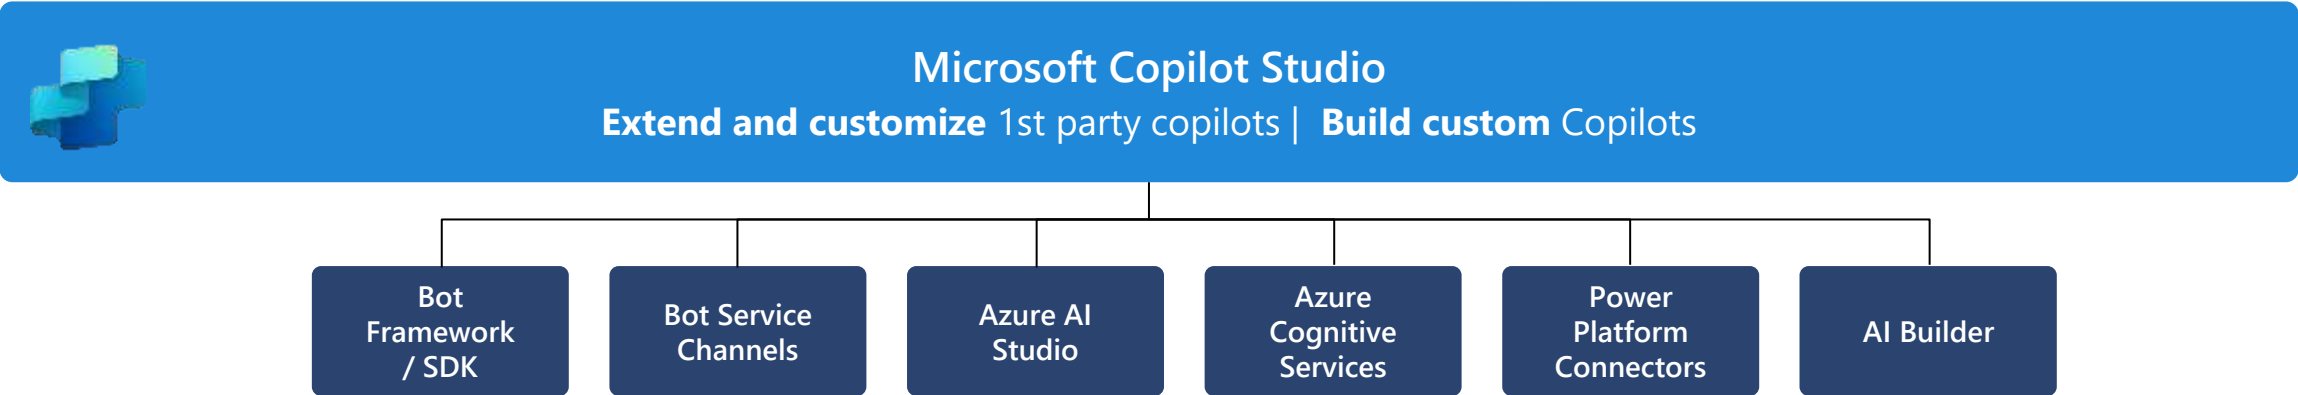 Microsoft Copilot Studio
Extend and customize 1st party copilots | Build custom Copilots
Bot
Framework
/ SDK
Bot Service
Channels
Azure AI
Studio
Azure
Cognitive
Services
Power
Platform
Connectors
AI Builder